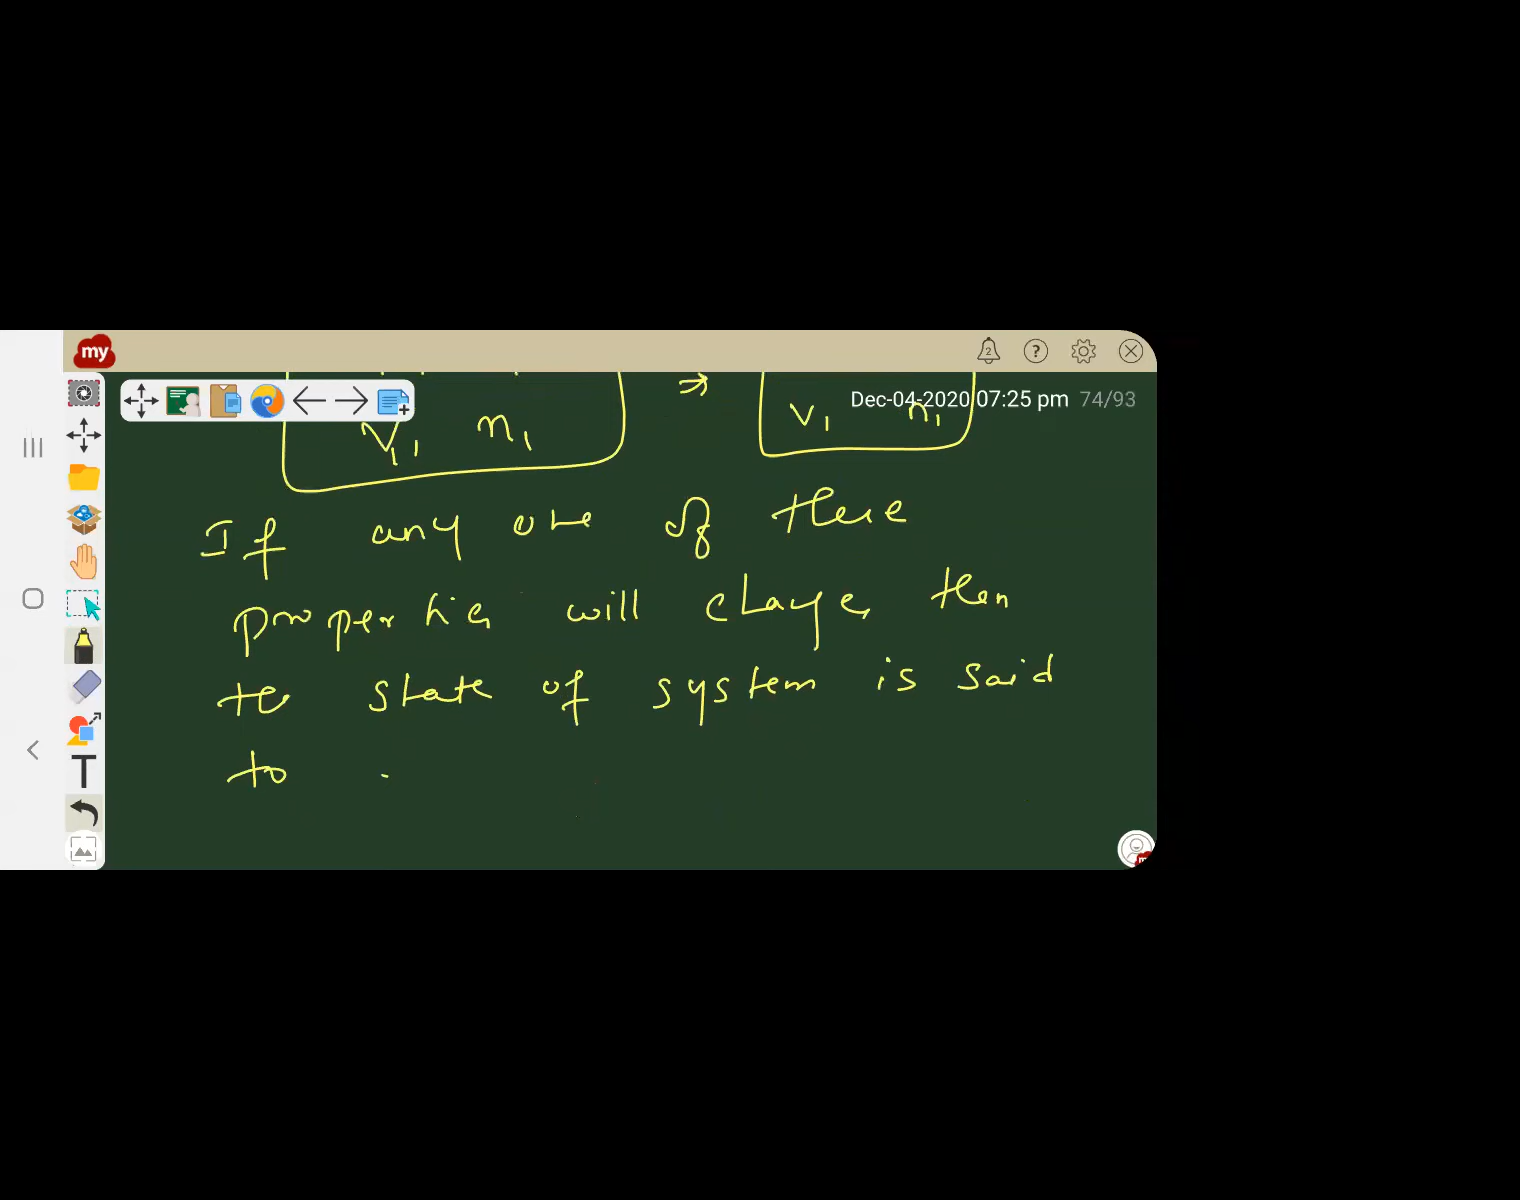 my
2
?
Dec-04-2020 07:25 pm 74/93
V1 n1 → V1 n1
If any one of these
properties will change, then
the state of system is said
to
T